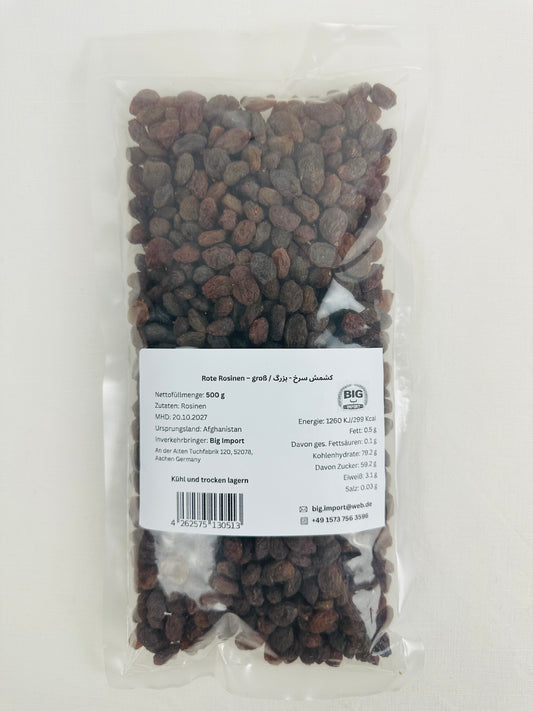 Rote Rosinen – groß / کشمش سرخ - بزرگ
Nettofüllmenge: 500 g
Zutaten: Rosinen
MHD: 20.10.2027
Ursprungsland: Afghanistan
Inverkehrbringer: Big Import
An der Alten Tuchfabrik 120, 52078,
Aachen Germany
Kühl und trocken lagern
4 262575 130513
BIG
IMPORT
Energie: 1260 KJ/299 Kcal
Fett: 0.5 g
Davon ges. Fettsäuren: 0.1 g
Kohlenhydrate: 79.2 g
Davon Zucker: 59.2 g
Eiweiß: 3.1 g
Salz: 0.03 g
big.import@web.de
+49 1573 756 3596